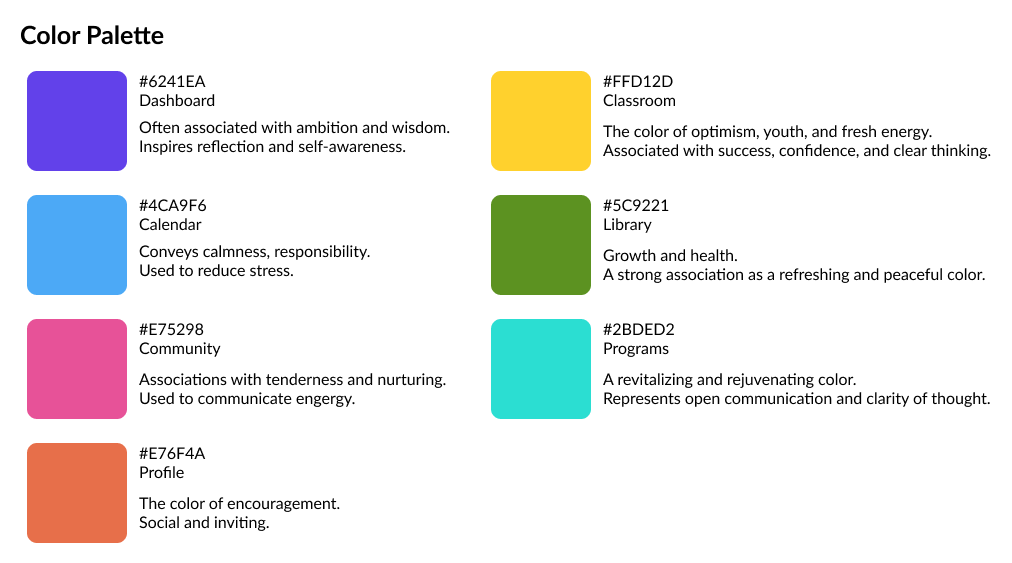 Color Palette
#6241EA
Dashboard
Often associated with ambition and wisdom.
Inspires reflection and self-awareness.
#4CA9F6
Calendar
Conveys calmness, responsibility.
Used to reduce stress.
#E75298
Community
Associations with tenderness and nurturing.
Used to communicate engergy.
#E76F4A
Profile
The color of encouragement.
Social and inviting.
#FFD12D
Classroom
The color of optimism, youth, and fresh energy.
Associated with success, confidence, and clear thinking.
#5C9221
Library
Growth and health.
A strong association as a refreshing and peaceful color.
#2BDED2
Programs
A revitalizing and rejuvenating color.
Represents open communication and clarity of thought.